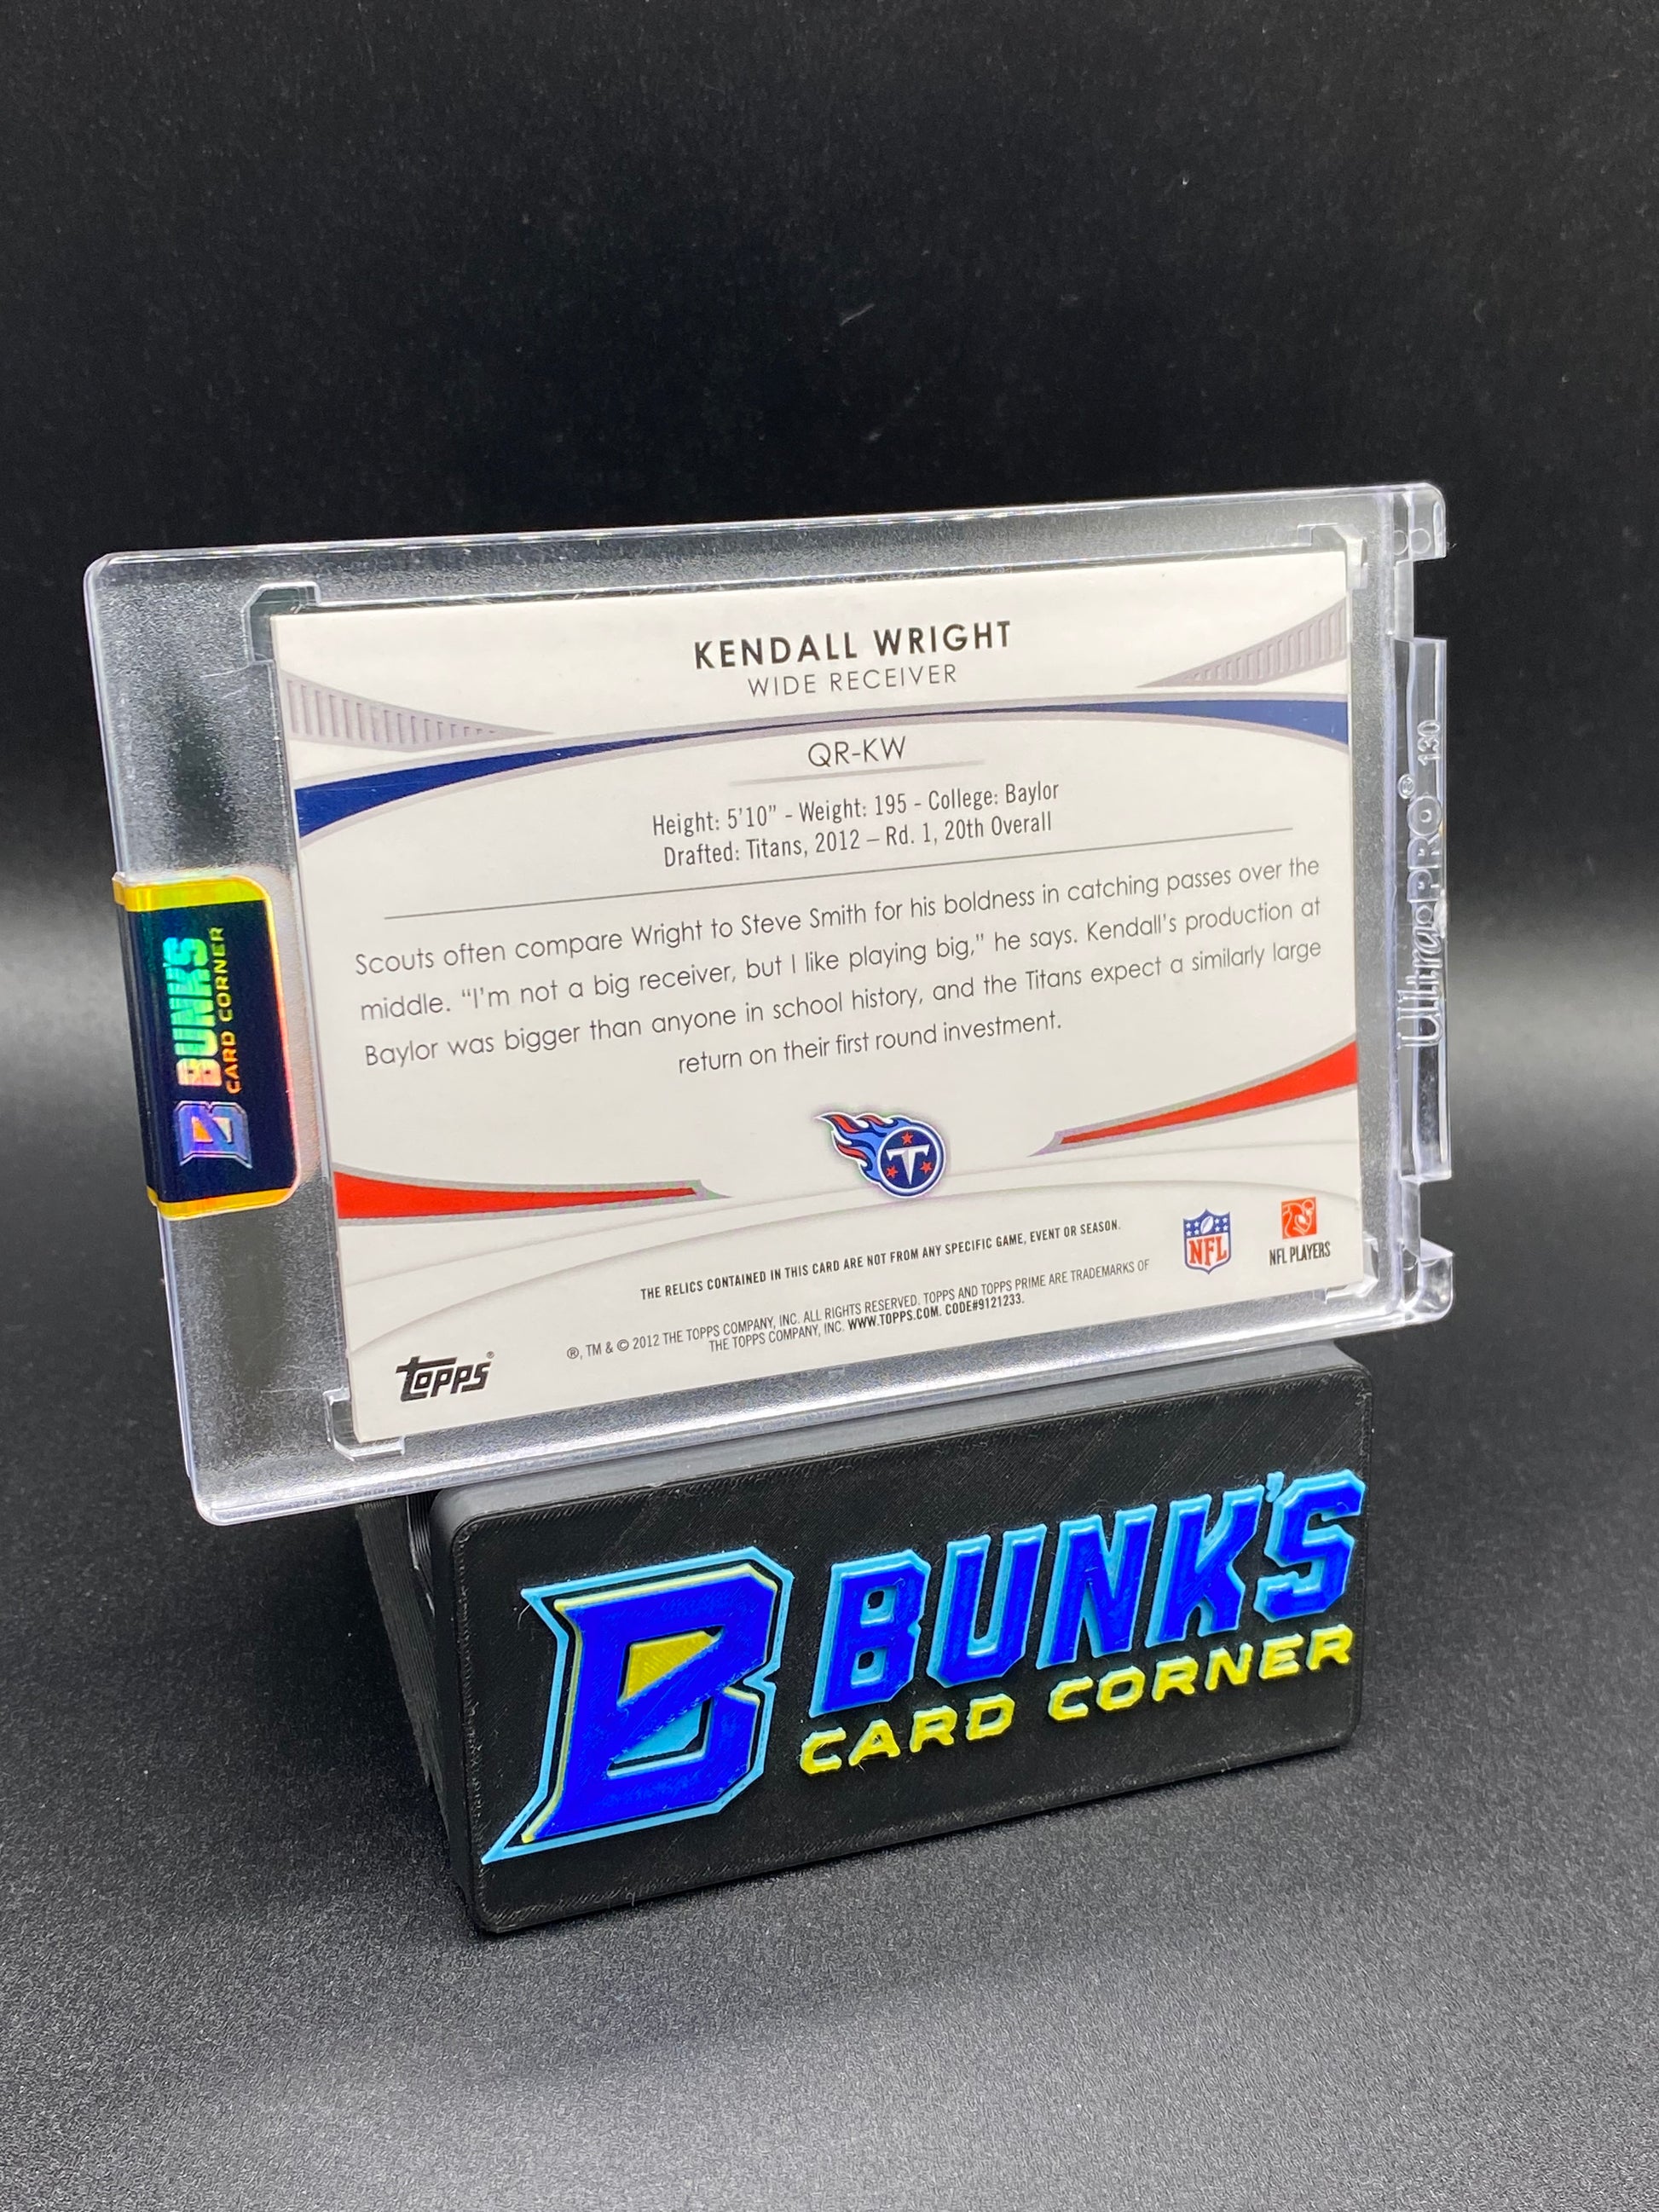 KENDALL WRIGHT
WIDE RECEIVER
QR-KW
Height: 5'10" - Weight: 195 - College: Baylor
Drafted: Titans, 2012 – Rd. 1, 20th Overall
Scouts often compare Wright to Steve Smith for his boldness in catching passes over the
middle. “I'm not a big receiver, but I like playing big,” he says. Kendall's production at
Baylor was bigger than anyone in school history, and the Titans expect a similarly large
return on their first round investment.
T
THE RELICS CONTAINED IN THIS CARD ARE NOT FROM ANY SPECIFIC GAME, EVENT OR SEASON.
NFL
NFL PLAYERS
®, TM & © 2012 THE TOPPS COMPANY, INC. ALL RIGHTS RESERVED. TOPPS AND TOPPS PRIME ARE TRADEMARKS OF
THE TOPPS COMPANY, INC. WWW.TOPPS.COM. CODE#9121233.
TOPPS®
B BUNK'S
CARD CORNER
UltraPRO® 130
B BUNK'S
CARD CORNER